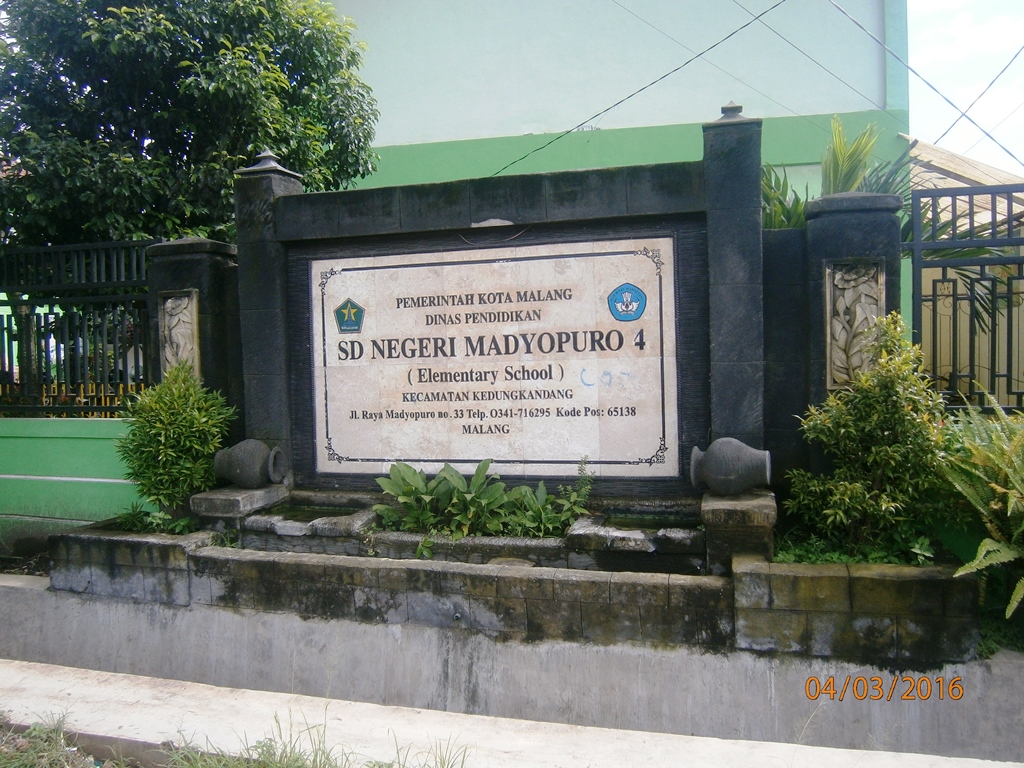 PEMERINTAH KOTA MALANG
DINAS PENDIDIKAN
SD NEGERI MADYOPURO 4
( Elementary School )
KECAMATAN KEDUNGKANDANG
Jl. Raya Madyopuro no. 33 Telp. O341-716295 Kode Pos: 65138
MALANG
04/03/2016